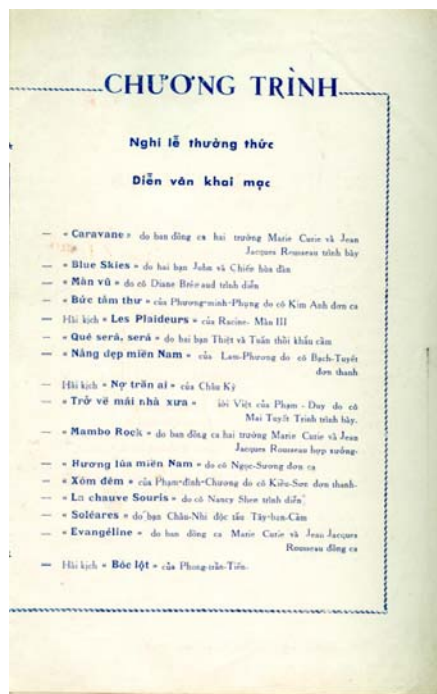 CHƯƠNG TRÌNH
Nghi lễ thường thức
Diễn văn khai mạc
— « Caravane » do ban đồng ca hai trường Marie Curie và Jean
Jacques Rousseau trình bày
— « Blue Skies » do hai bạn John và Chiến hòa đàn
— « Màn vũ » do cô Diane trình diễn
— « Bức tâm thư » của Phương-minh-Phụng do cô Kim Anh đơn ca
— Hài kịch « Les Plaideurs » của Racine- Màn III
— « Qué será, será » do hai bạn Thiệt và Tuấn thổi khẩu cầm
— « Nắng đẹp miền Nam » của Lam-Phương do cô Bạch-Tuyết
đơn thanh
— Hài kịch « Nợ trần ai » của Châu Kỳ
— « Trở về mái nhà xưa » lời Việt của Phạm - Duy do cô
Mai Tuyết Trinh trình bày.
— « Mambo Rock » do ban đồng ca hai trường Marie Curie và Jean
Jacques Rousseau hợp xướng.
— « Hương lúa miền Nam » do cô Ngọc-Sương đơn ca
— « Xóm đêm » của Phạm-đình-Chương do cô Kiều-Sơn đơn thanh-
— « La chauve Souris » do cô Nancy Shee trình diễn
— « Soléares » do bạn Châu-Nhi độc tấu Tây-ban-Cầm
— « Evangéline » do ban đồng ca Marie Curie và Jean Jacques
Rousseau đồng ca
— Hài kịch « Bóc lột » của Phong-trần-Tiến-